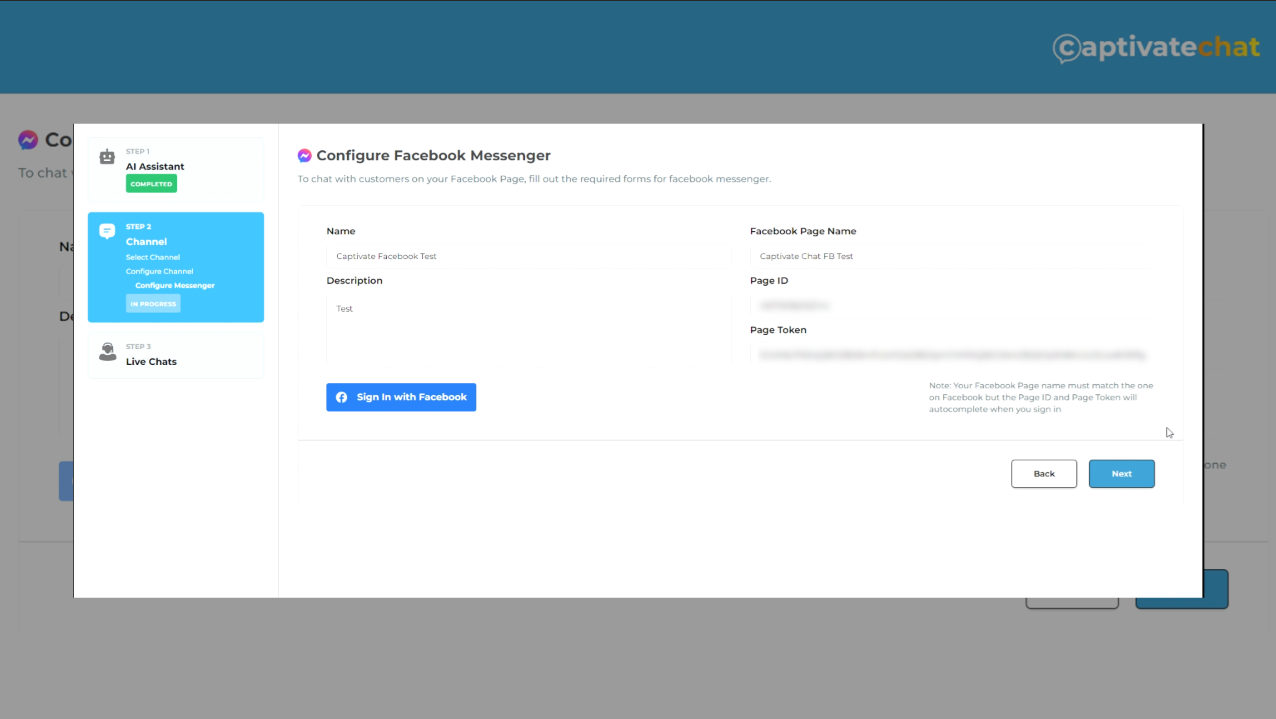 captivatechat
Co
To chat
Na
De
one
STEP 1
AI Assistant
COMPLETED
STEP 2
Channel
Select Channel
Configure Channel
Configure Messenger
IN PROGRESS
STEP 3
Live Chats
Configure Facebook Messenger
To chat with customers on your Facebook Page, fill out the required forms for facebook messenger.
Name
Captivate Facebook Test
Description
Test
Sign In with Facebook
Facebook Page Name
Captivate Chat FB Test
Page ID
Page Token
Note: Your Facebook Page name must match the one
on Facebook but the Page ID and Page Token will
autocomplete when you sign in
Back
Next